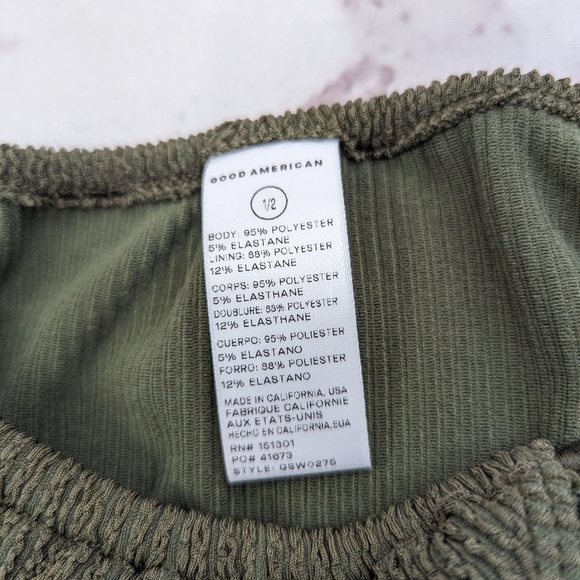 GOOD AMERICAN
1/2
BODY: 95% POLYESTER
5% ELASTANE
LINING: 88% POLYESTER
12% ELASTANE
CORPS: 95% POLYESTER
5% ELASTHANE
DOUBLURE: 88% POLYESTER
12% ELASTHANE
CUERPO: 95% POLIESTER
5% ELASTANO
FORRO: 88% POLIESTER
12% ELASTANO
MADE IN CALIFORNIA, USA
FABRIQUE CALIFORNIE
AUX ETATS-UNIS
HECHO EN CALIFORNIA,EUA
RN# 151301
PO# 41673
STYLE: GSW0275